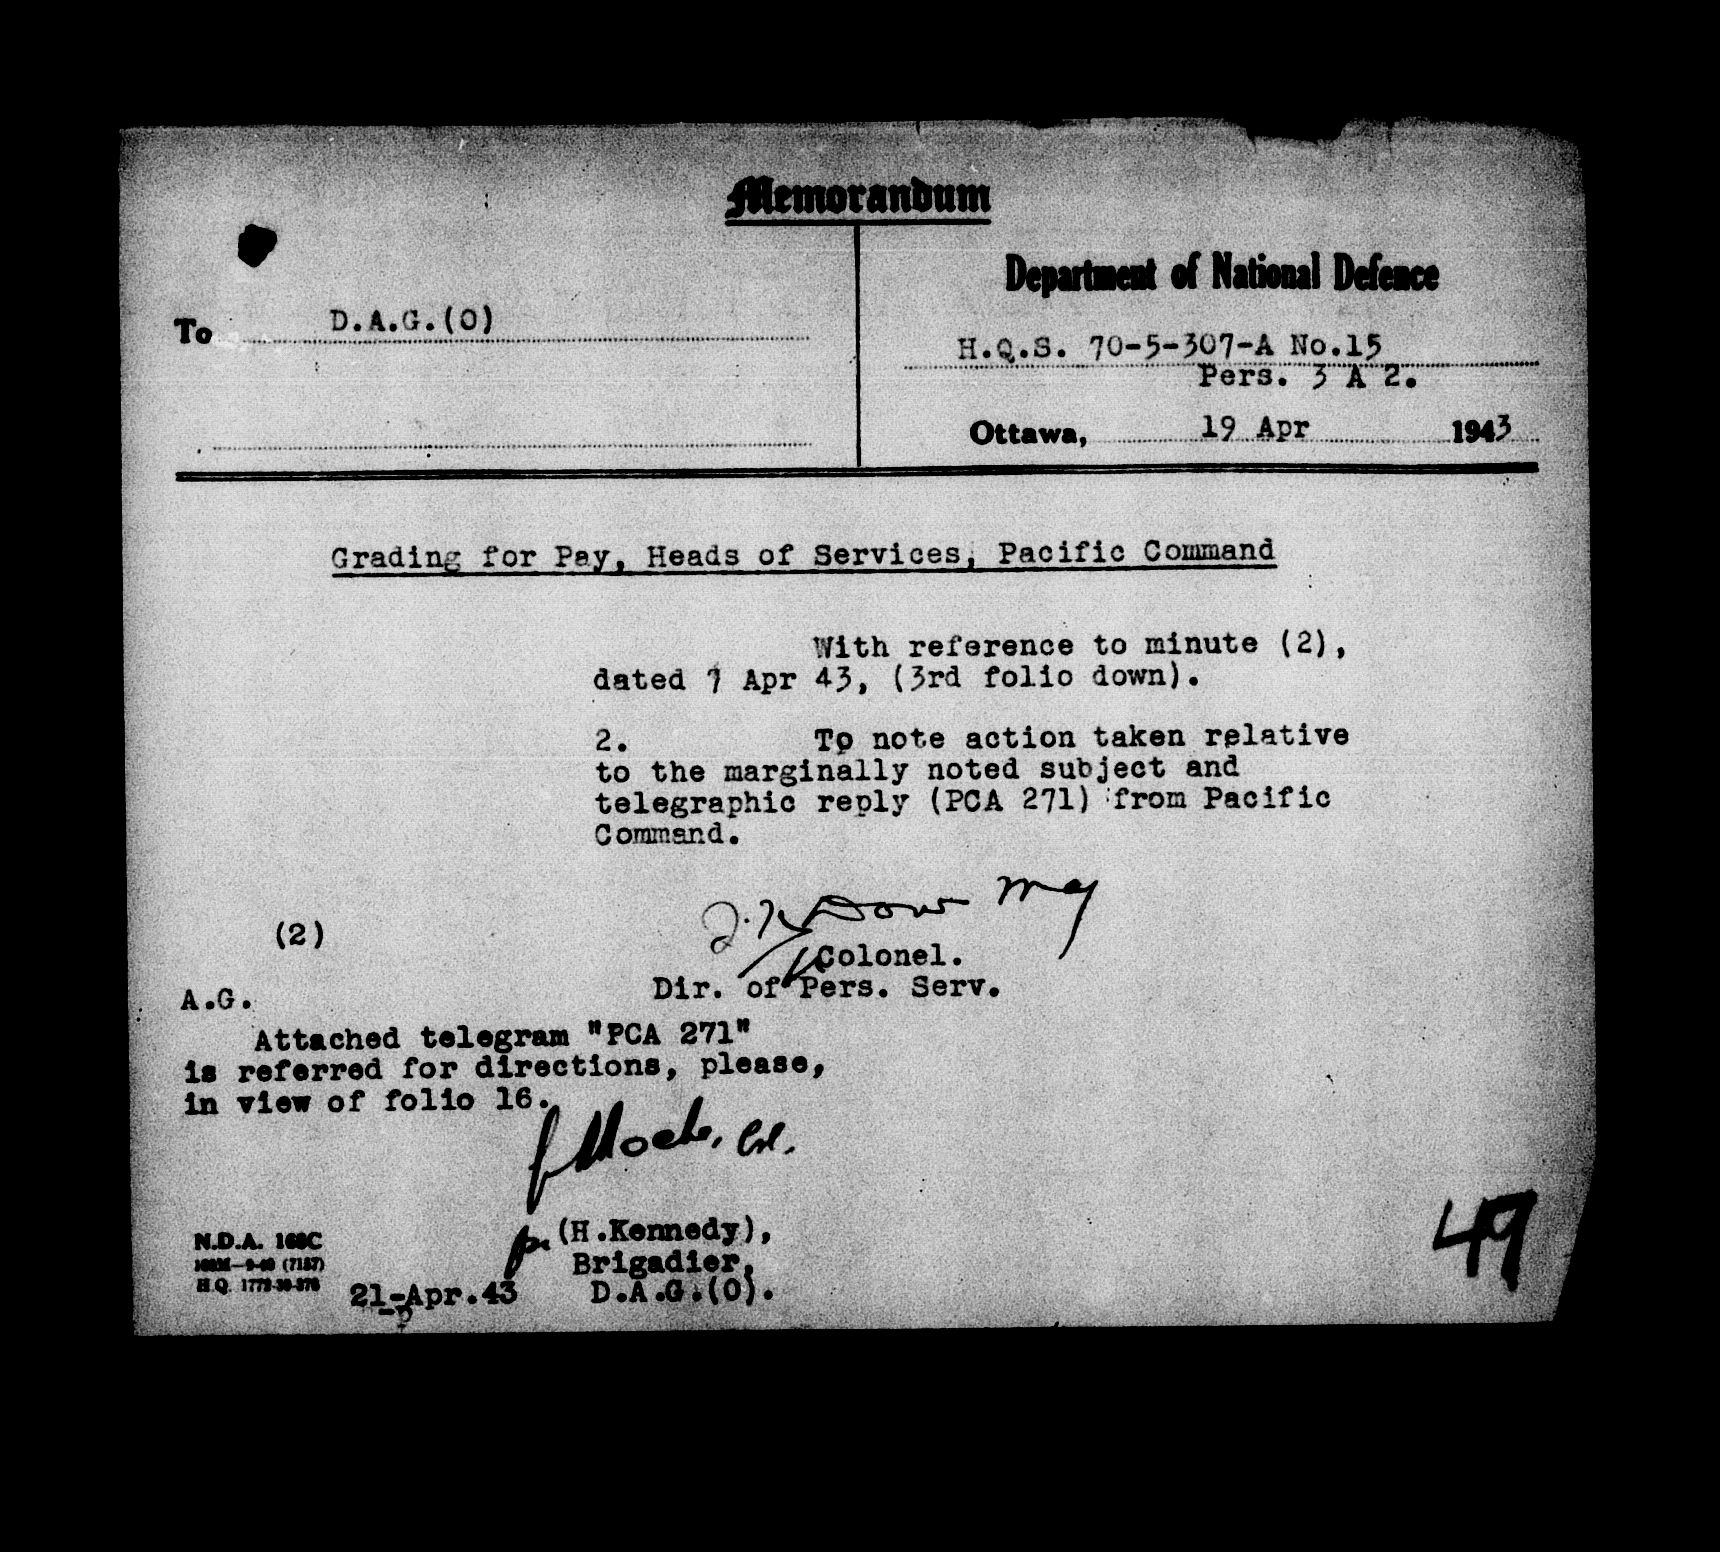 Memorandum
Department of National Defence
To D.A.G.(O)
H.Q.S. 70-5-307-A No.15
Pers. 3 A 2.
Ottawa, 19 Apr 1943
Grading for Pay, Heads of Services, Pacific Command
With reference to minute (2),
dated 7 Apr 43, (3rd folio down).
2. To note action taken relative
to the marginally noted subject and
telegraphic reply (PCA 271) from Pacific
Command.
Maj
(2)
Colonel.
Dir. of Pers. Serv.
A.G.
Attached telegram "PCA 271"
is referred for directions, please,
in view of folio 16.
Col.
(H.Kennedy),
Brigadier,
D.A.G.(O).
21-Apr.43
N.D.A. 168C
49